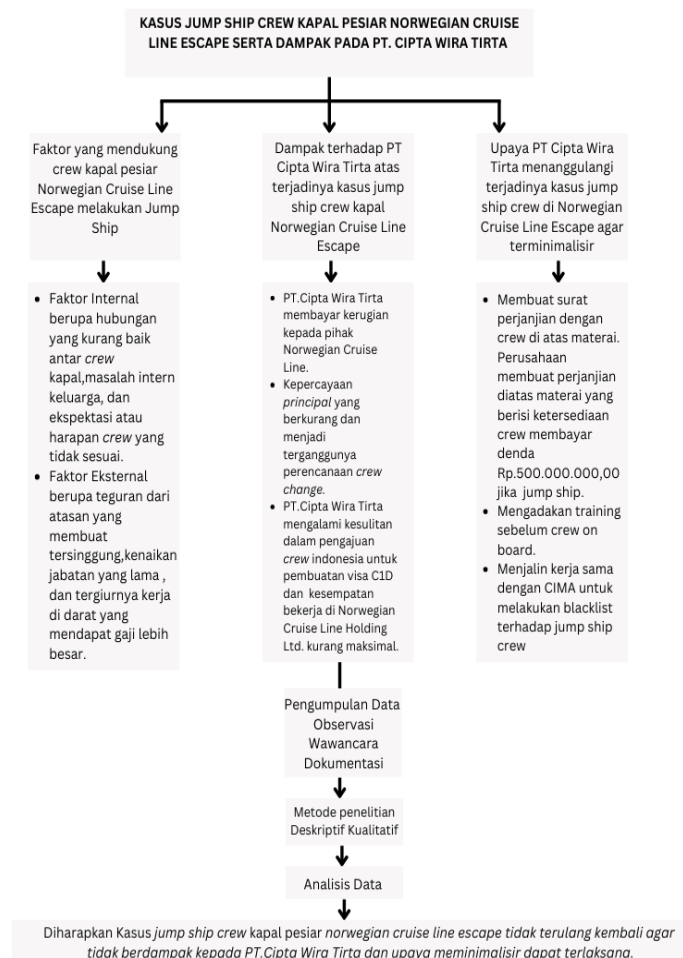 KASUS JUMP SHIP CREW KAPAL PESIAR NORWEGIAN CRUISE
LINE ESCAPE SERTA DAMPAK PADA PT. CIPTA WIRA TIRTA
Faktor yang mendukung
crew kapal pesiar
Norwegian Cruise Line
Escape melakukan Jump
Ship
Dampak terhadap PT
Cipta Wira Tirta atas
terjadinya kasus jump
ship crew kapal
Norwegian Cruise Line
Escape
Upaya PT Cipta Wira
Tirta menanggulangi
terjadinya kasus jump
ship crew di Norwegian
Cruise Line Escape agar
terminimalisir
• Faktor Internal
berupa hubungan
yang kurang baik
antar crew
kapal,masalah intern
keluarga, dan
ekspektasi atau
harapan crew yang
tidak sesuai.
• Faktor Eksternal
berupa teguran dari
atasan yang
membuat
tersinggung,kenaikan
jabatan yang lama ,
dan tergiurnya kerja
di darat yang
mendapat gaji lebih
besar.
• PT.Cipta Wira Tirta
membayar kerugian
kepada pihak
Norwegian Cruise
Line.
• Kepercayaan
principal yang
berkurang dan
menjadi
terganggunya
perencanaan crew
change.
• PT.Cipta Wira Tirta
mengalami kesulitan
dalam pengajuan
crew indonesia untuk
pembuatan visa C1D
dan kesempatan
bekerja di Norwegian
Cruise Line Holding
Ltd. kurang maksimal.
• Membuat surat
perjanjian dengan
crew di atas materai.
Perusahaan
membuat perjanjian
diatas materai yang
berisi ketersediaan
crew membayar
denda
Rp.500.000.000,00
jika jump ship.
• Mengadakan training
sebelum crew on
board.
• Menjalin kerja sama
dengan CIMA untuk
melakukan blacklist
terhadap jump ship
crew
Pengumpulan Data
Observasi
Wawancara
Dokumentasi
Metode penelitian
Deskriptif Kualitatif
Analisis Data
Diharapkan Kasus jump ship crew kapal pesiar norwegian cruise line escape tidak terulang kembali agar
tidak berdampak kepada PT.Cipta Wira Tirta dan upaya meminimalisir dapat terlaksana.